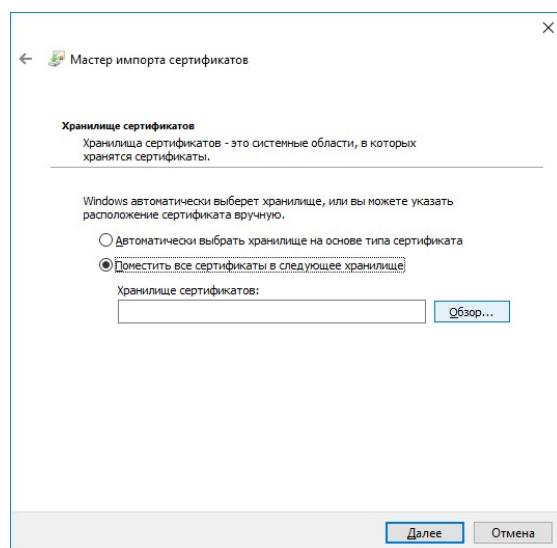 Мастер импорта сертификатов
Хранилище сертификатов
Хранилища сертификатов - это системные области, в которых
хранятся сертификаты.
Windows автоматически выберет хранилище, или вы можете указать
расположение сертификата вручную.
Автоматически выбрать хранилище на основе типа сертификата
Поместить все сертификаты в следующее хранилище
Хранилище сертификатов:
Обзор...
Далее Отмена